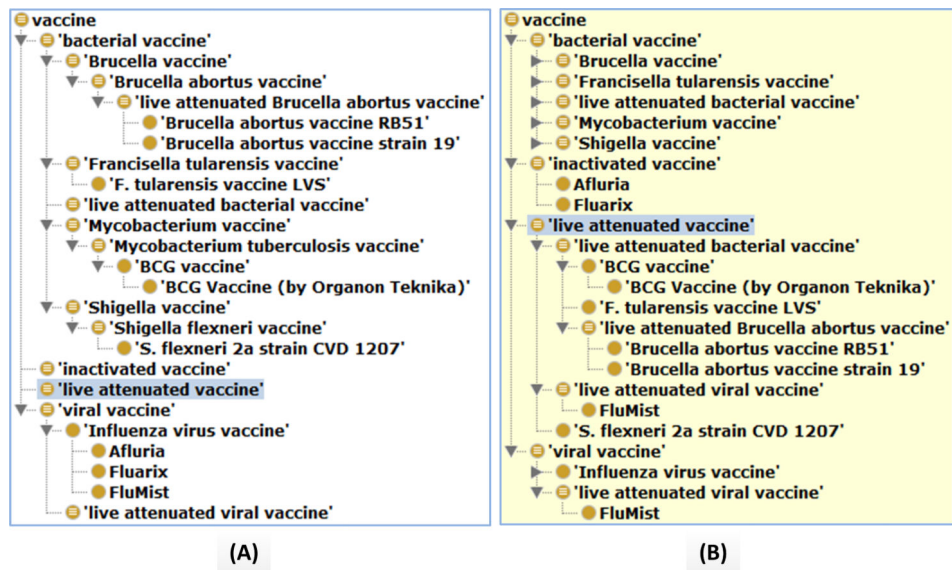 vaccine
'bacterial vaccine'
'Brucella vaccine'
'Brucella abortus vaccine'
'live attenuated Brucella abortus vaccine'
'Brucella abortus vaccine RB51'
'Brucella abortus vaccine strain 19'
'Francisella tularensis vaccine'
'F. tularensis vaccine LVS'
'live attenuated bacterial vaccine'
'Mycobacterium vaccine'
'Mycobacterium tuberculosis vaccine'
'BCG vaccine'
'BCG Vaccine (by Organon Teknika)'
'Shigella vaccine'
'Shigella flexneri vaccine'
'S. flexneri 2a strain CVD 1207'
'inactivated vaccine'
'live attenuated vaccine'
'viral vaccine'
'Influenza virus vaccine'
Afluria
Fluarix
FluMist
'live attenuated viral vaccine'
(A)
vaccine
'bacterial vaccine'
'Brucella vaccine'
'Francisella tularensis vaccine'
'live attenuated bacterial vaccine'
'Mycobacterium vaccine'
'Shigella vaccine'
'inactivated vaccine'
Afluria
Fluarix
'live attenuated vaccine'
'live attenuated bacterial vaccine'
'BCG vaccine'
'BCG Vaccine (by Organon Teknika)'
'F. tularensis vaccine LVS'
'live attenuated Brucella abortus vaccine'
'Brucella abortus vaccine RB51'
'Brucella abortus vaccine strain 19'
'live attenuated viral vaccine'
FluMist
'S. flexneri 2a strain CVD 1207'
'viral vaccine'
'Influenza virus vaccine'
'live attenuated viral vaccine'
FluMist
(B)